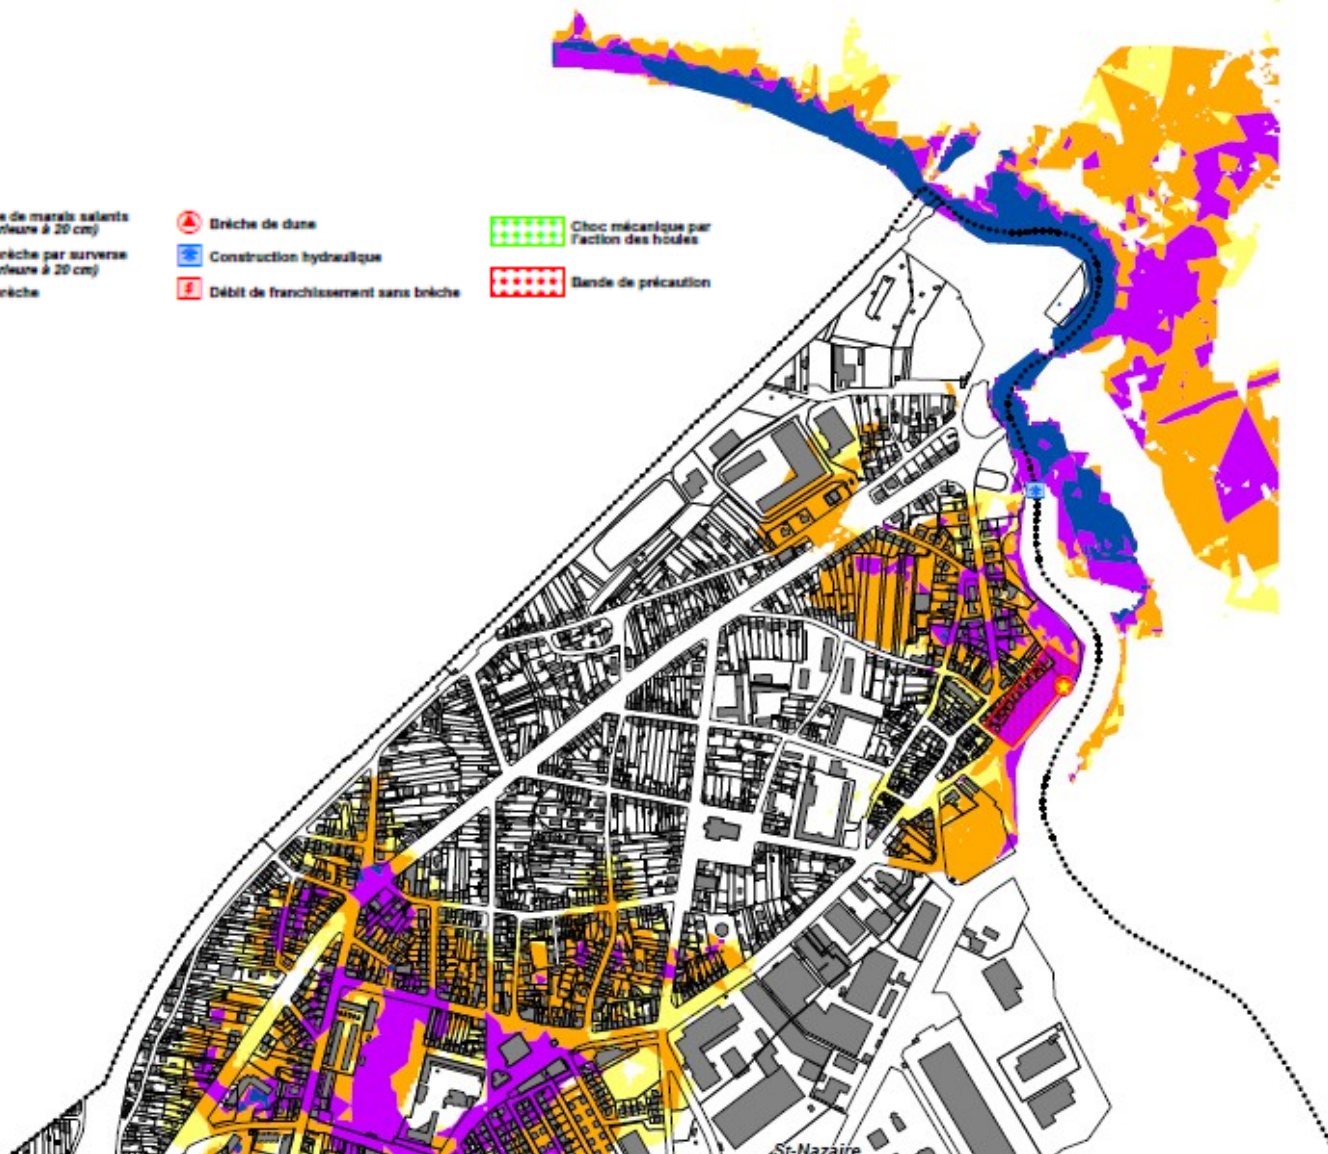 e de marais salants
rieure à 20 cm)
rèche par surverse
rieure à 20 cm)
rèche
Brèche de dune
Construction hydraulique
Débit de franchissement sans brèche
Choc mécanique par
l'action des houles
Bande de précaution
St-Nazaire